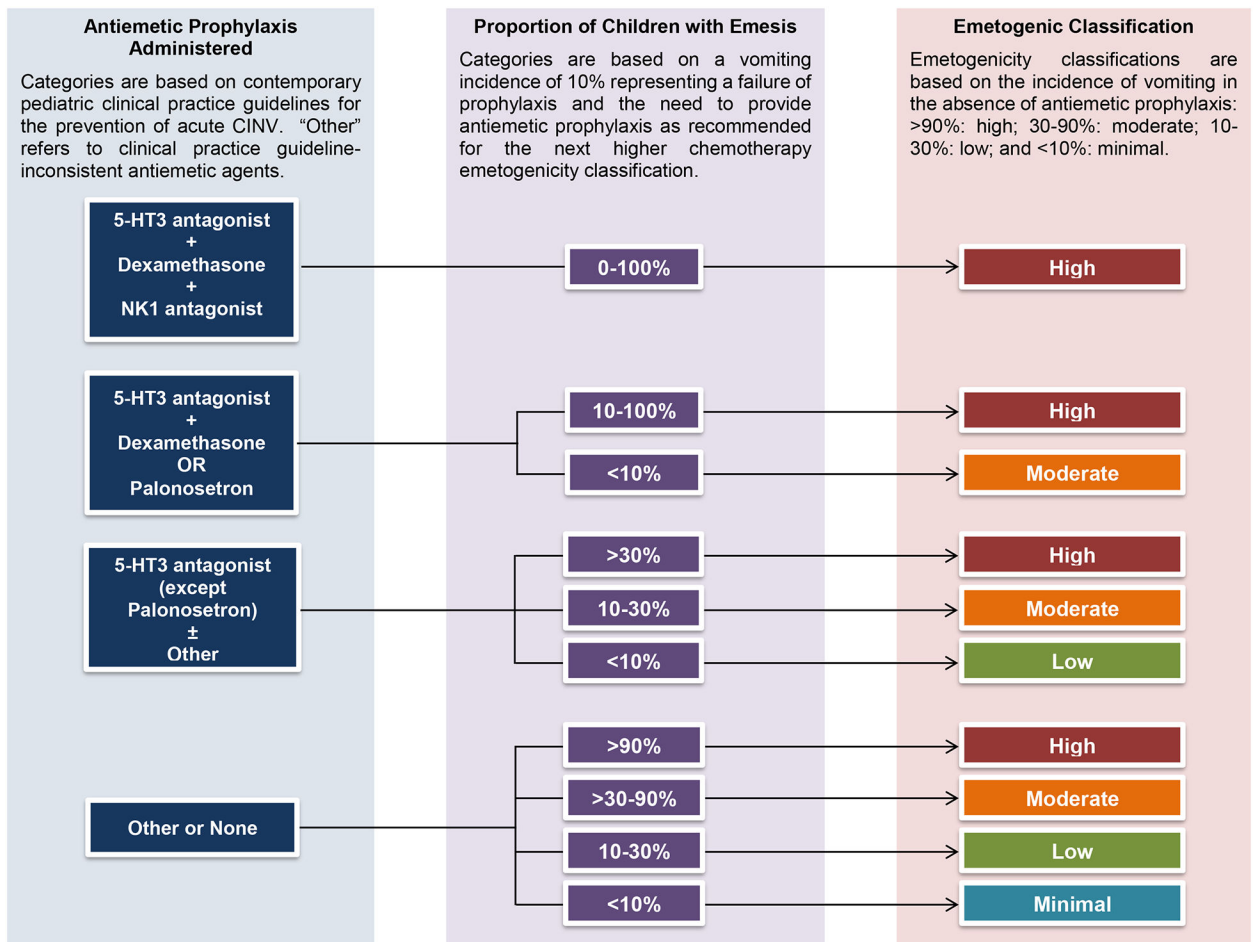 Antiemetic Prophylaxis
Administered
Categories are based on contemporary
pediatric clinical practice guidelines for
the prevention of acute CINV. “Other”
refers to clinical practice guideline-
inconsistent antiemetic agents.
Proportion of Children with Emesis
Categories are based on a vomiting
incidence of 10% representing a failure of
prophylaxis and the need to provide
antiemetic prophylaxis as recommended
for the next higher chemotherapy
emetogenicity classification.
Emetogenic Classification
Emetogenicity classifications are
based on the incidence of vomiting in
the absence of antiemetic prophylaxis:
>90%: high; 30-90%: moderate; 10-
30%: low; and <10%: minimal.
5-HT3 antagonist
+
Dexamethasone
+
NK1 antagonist
0-100%
High
5-HT3 antagonist
+
Dexamethasone
OR
Palonosetron
10-100%
High
<10%
Moderate
5-HT3 antagonist
(except
Palonosetron)
±
Other
>30%
High
10-30%
Moderate
<10%
Low
Other or None
>90%
High
>30-90%
Moderate
10-30%
Low
<10%
Minimal